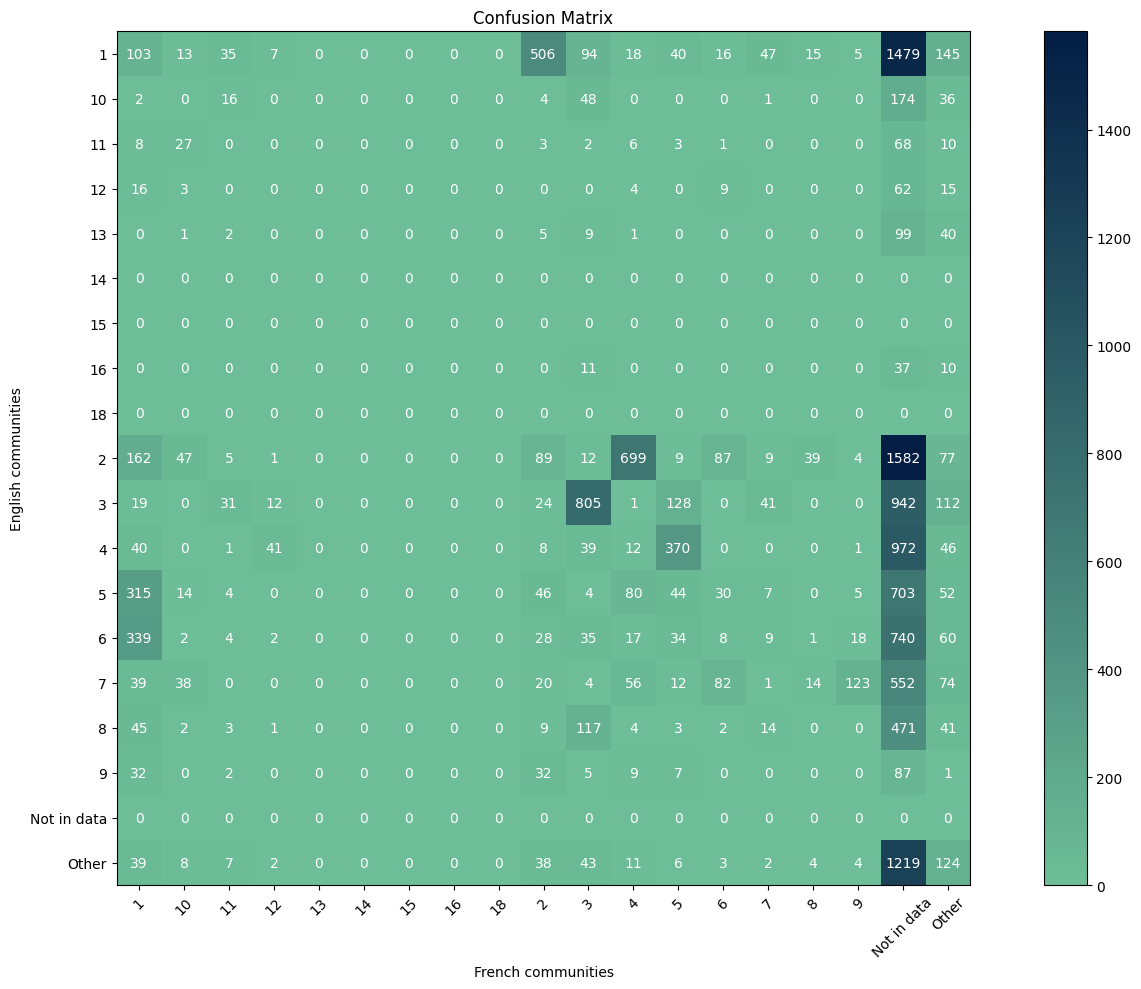 Confusion Matrix
1 103 13 35 7 0 0 0 0 0 506 94 18 40 16 47 15 5 1479 145
10 2 0 16 0 0 0 0 0 0 4 48 0 0 0 1 0 0 174 36
11 8 27 0 0 0 0 0 0 0 3 2 6 3 1 0 0 0 68 10
12 16 3 0 0 0 0 0 0 0 0 0 4 0 9 0 0 0 62 15
13 0 1 2 0 0 0 0 0 0 5 9 1 0 0 0 0 0 99 40
14 0 0 0 0 0 0 0 0 0 0 0 0 0 0 0 0 0 0 0
15 0 0 0 0 0 0 0 0 0 0 0 0 0 0 0 0 0 0 0
16 0 0 0 0 0 0 0 0 0 0 11 0 0 0 0 0 0 37 10
18 0 0 0 0 0 0 0 0 0 0 0 0 0 0 0 0 0 0 0
2 162 47 5 1 0 0 0 0 0 89 12 699 9 87 9 39 4 1582 77
3 19 0 31 12 0 0 0 0 0 24 805 1 128 0 41 0 0 942 112
4 40 0 1 41 0 0 0 0 0 8 39 12 370 0 0 0 1 972 46
5 315 14 4 0 0 0 0 0 0 46 4 80 44 30 7 0 5 703 52
6 339 2 4 2 0 0 0 0 0 28 35 17 34 8 9 1 18 740 60
7 39 38 0 0 0 0 0 0 0 20 4 56 12 82 1 14 123 552 74
8 45 2 3 1 0 0 0 0 0 9 117 4 3 2 14 0 0 471 41
9 32 0 2 0 0 0 0 0 0 32 5 9 7 0 0 0 0 87 1
Not in data 0 0 0 0 0 0 0 0 0 0 0 0 0 0 0 0 0 0 0
Other 39 8 7 2 0 0 0 0 0 38 43 11 6 3 2 4 4 1219 124
1 10 11 12 13 14 15 16 18 2 3 4 5 6 7 8 9 Not in data Other
French communities
English communities
1400
1200
1000
800
600
400
200
0